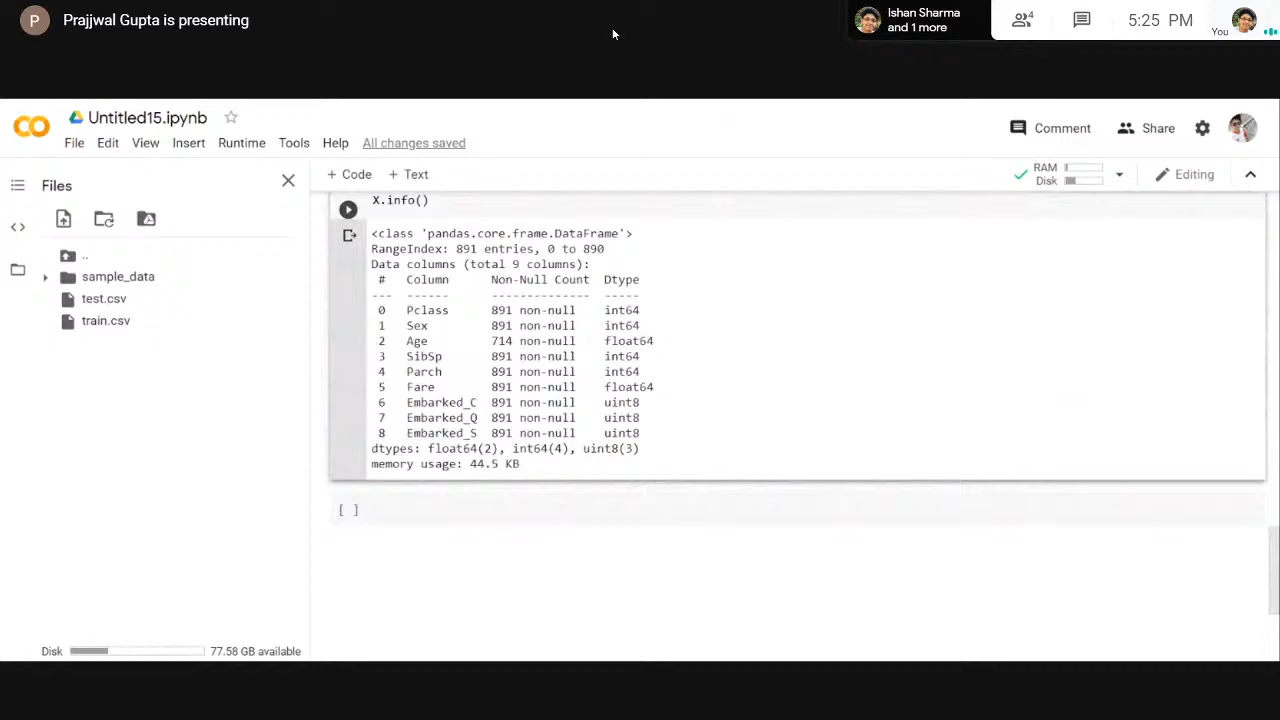 P Prajjwal Gupta is presenting
Ishan Sharma
and 1 more
4
5:25 PM
You
Untitled15.ipynb
File Edit View Insert Runtime Tools Help All changes saved
Comment Share
Files
+ Code + Text
RAM
Disk
Editing
..
sample_data
test.csv
train.csv
X.info()
<class 'pandas.core.frame.DataFrame'>
RangeIndex: 891 entries, 0 to 890
Data columns (total 9 columns):
# Column Non-Null Count Dtype
--- ------ -------------- -----
0 Pclass 891 non-null int64
1 Sex 891 non-null int64
2 Age 714 non-null float64
3 SibSp 891 non-null int64
4 Parch 891 non-null int64
5 Fare 891 non-null float64
6 Embarked_C 891 non-null uint8
7 Embarked_Q 891 non-null uint8
8 Embarked_S 891 non-null uint8
dtypes: float64(2), int64(4), uint8(3)
memory usage: 44.5 KB
[ ]
Disk 77.58 GB available